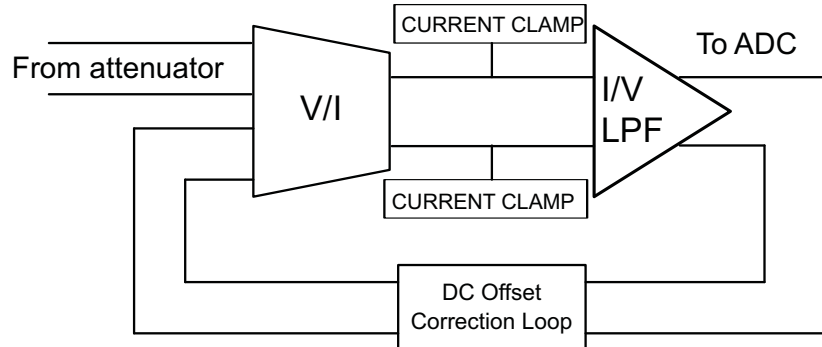 CURRENT CLAMP
To ADC
From attenuator
V/I
I/V
LPF
CURRENT CLAMP
DC Offset
Correction Loop